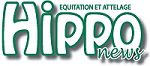 EQUITATION ET ATTELAGE
HIPPO
news